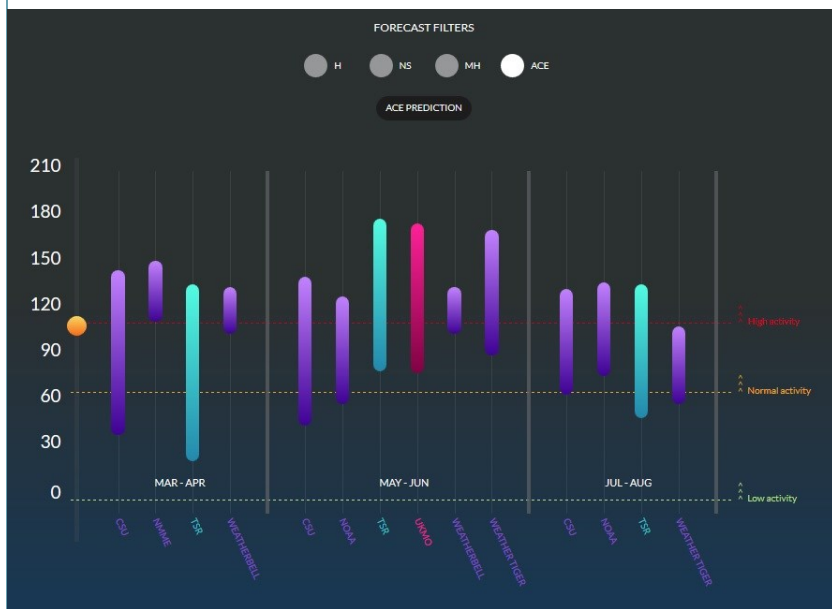 FORECAST FILTERS
H NS MH ACE
ACE PREDICTION
210
180
150
120
High activity
90
Normal activity
60
30
MAR - APR MAY - JUN JUL - AUG
0
Low activity
CSU NMME TSR WEATHERBELL CSU NOAA TSR UKMO WEATHERBELL WEATHER TIGER CSU NOAA TSR WEATHER TIGER